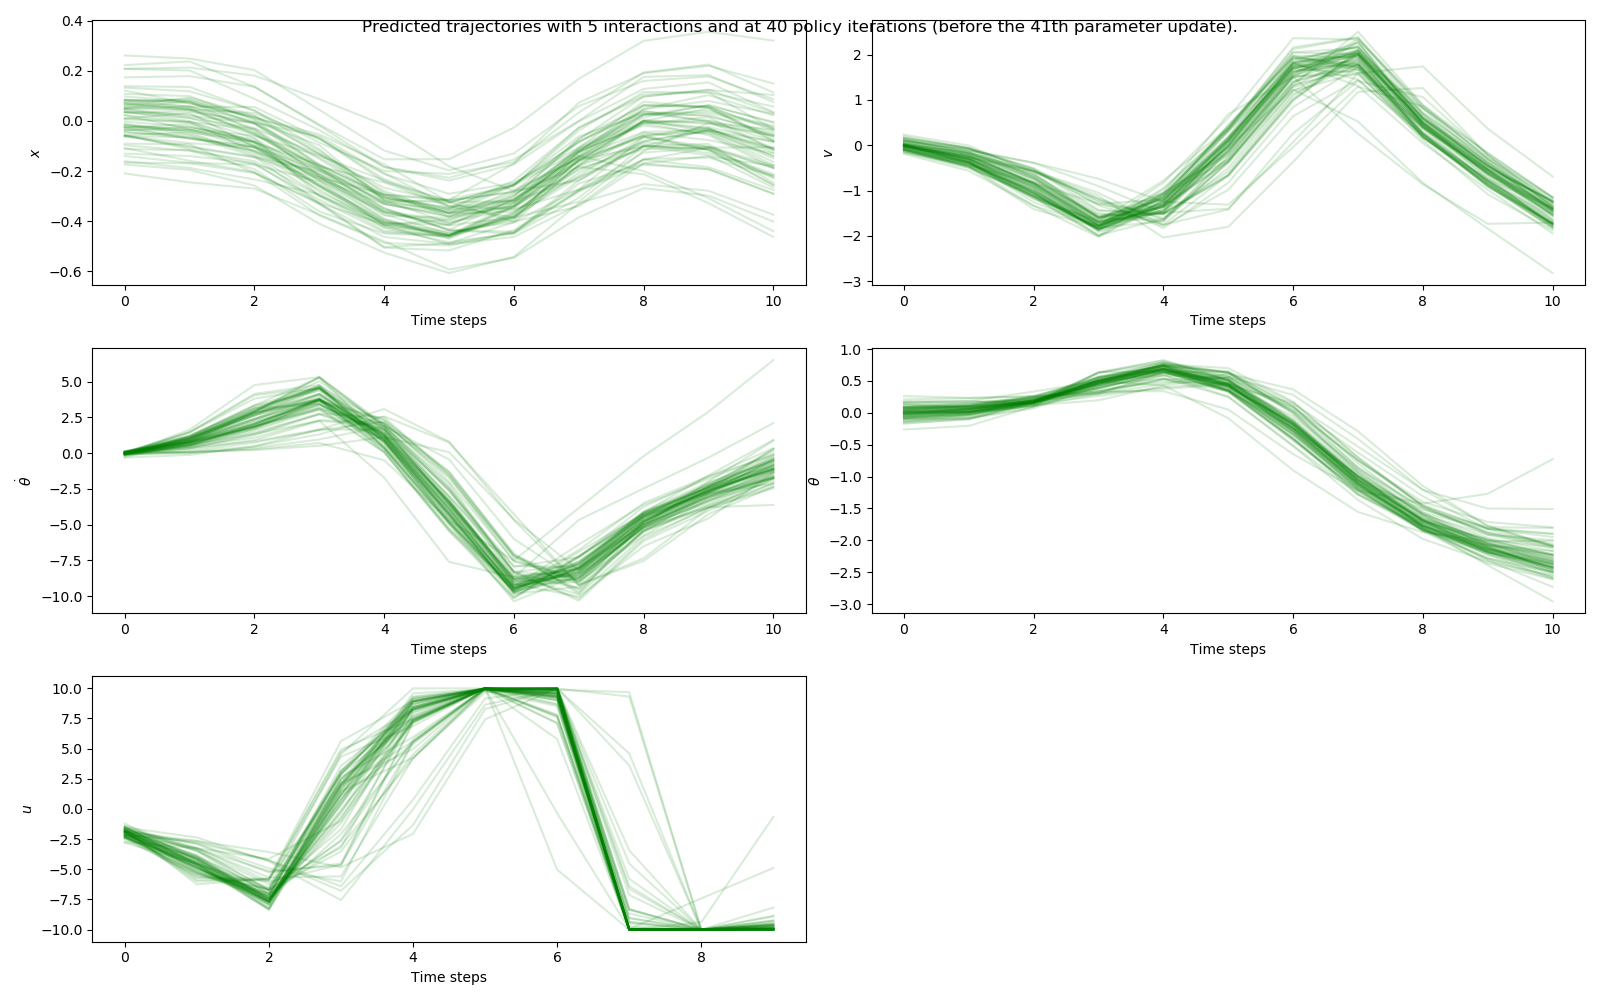 Predicted trajectories with 5 interactions and at 40 policy iterations (before the 41th parameter update).
0.4
0.2
0.0
−0.2
−0.4
−0.6
x
0 2 4 6 8 10
Time steps
2
1
0
−1
−2
−3
v
0 2 4 6 8 10
Time steps
5.0
2.5
0.0
−2.5
−5.0
−7.5
−10.0
θ̇
0 2 4 6 8 10
Time steps
1.0
0.5
0.0
−0.5
−1.0
−1.5
−2.0
−2.5
−3.0
θ
0 2 4 6 8 10
Time steps
10.0
7.5
5.0
2.5
0.0
−2.5
−5.0
−7.5
−10.0
u
0 2 4 6 8
Time steps